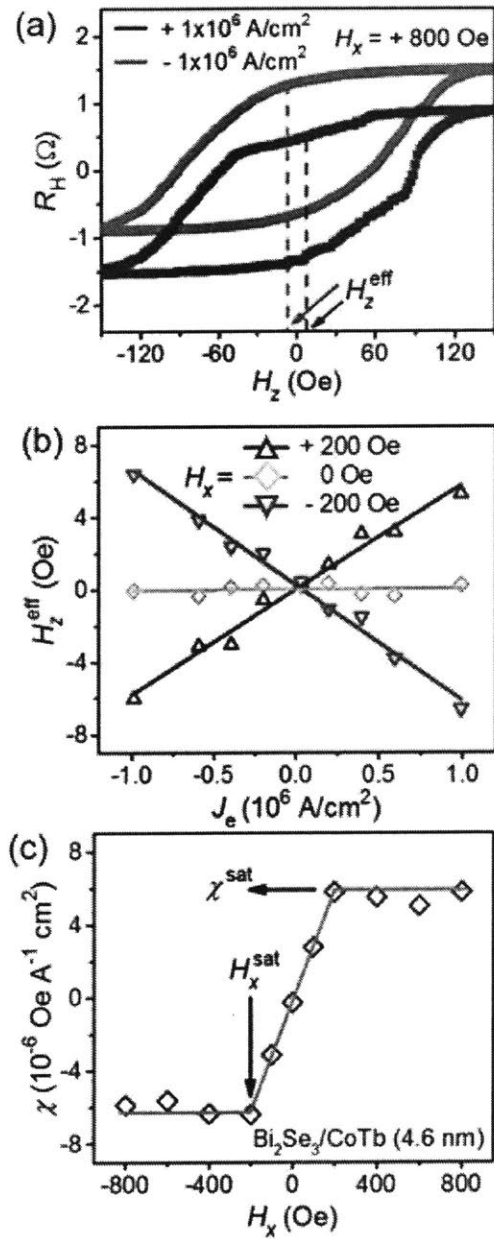 (a)
+ 1x10⁶ A/cm²
- 1x10⁶ A/cm²
Hₓ = + 800 Oe
R_H (Ω)
2
1
0
-1
-2
H_z^eff
-120 -60 0 60 120
H_z (Oe)
(b)
Hₓ =
+ 200 Oe
0 Oe
- 200 Oe
H_z^eff (Oe)
8
4
0
-4
-8
-1.0 -0.5 0.0 0.5 1.0
J_e (10⁶ A/cm²)
(c)
χ^sat
H_x^sat
χ (10⁻⁶ Oe A⁻¹ cm²)
8
4
0
-4
-8
Bi₂Se₃/CoTb (4.6 nm)
-800 -400 0 400 800
Hₓ (Oe)